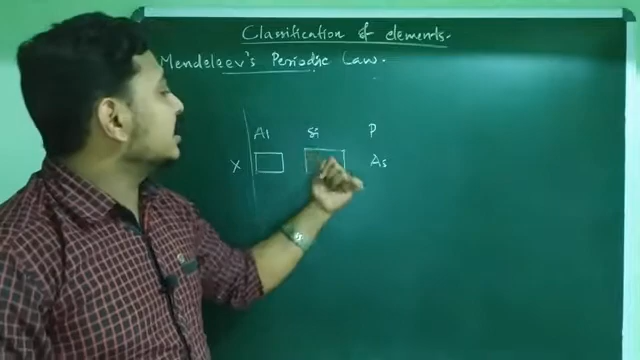 Classification of elements.
Mendeleev's Periodic Law.
Al Si P
X As